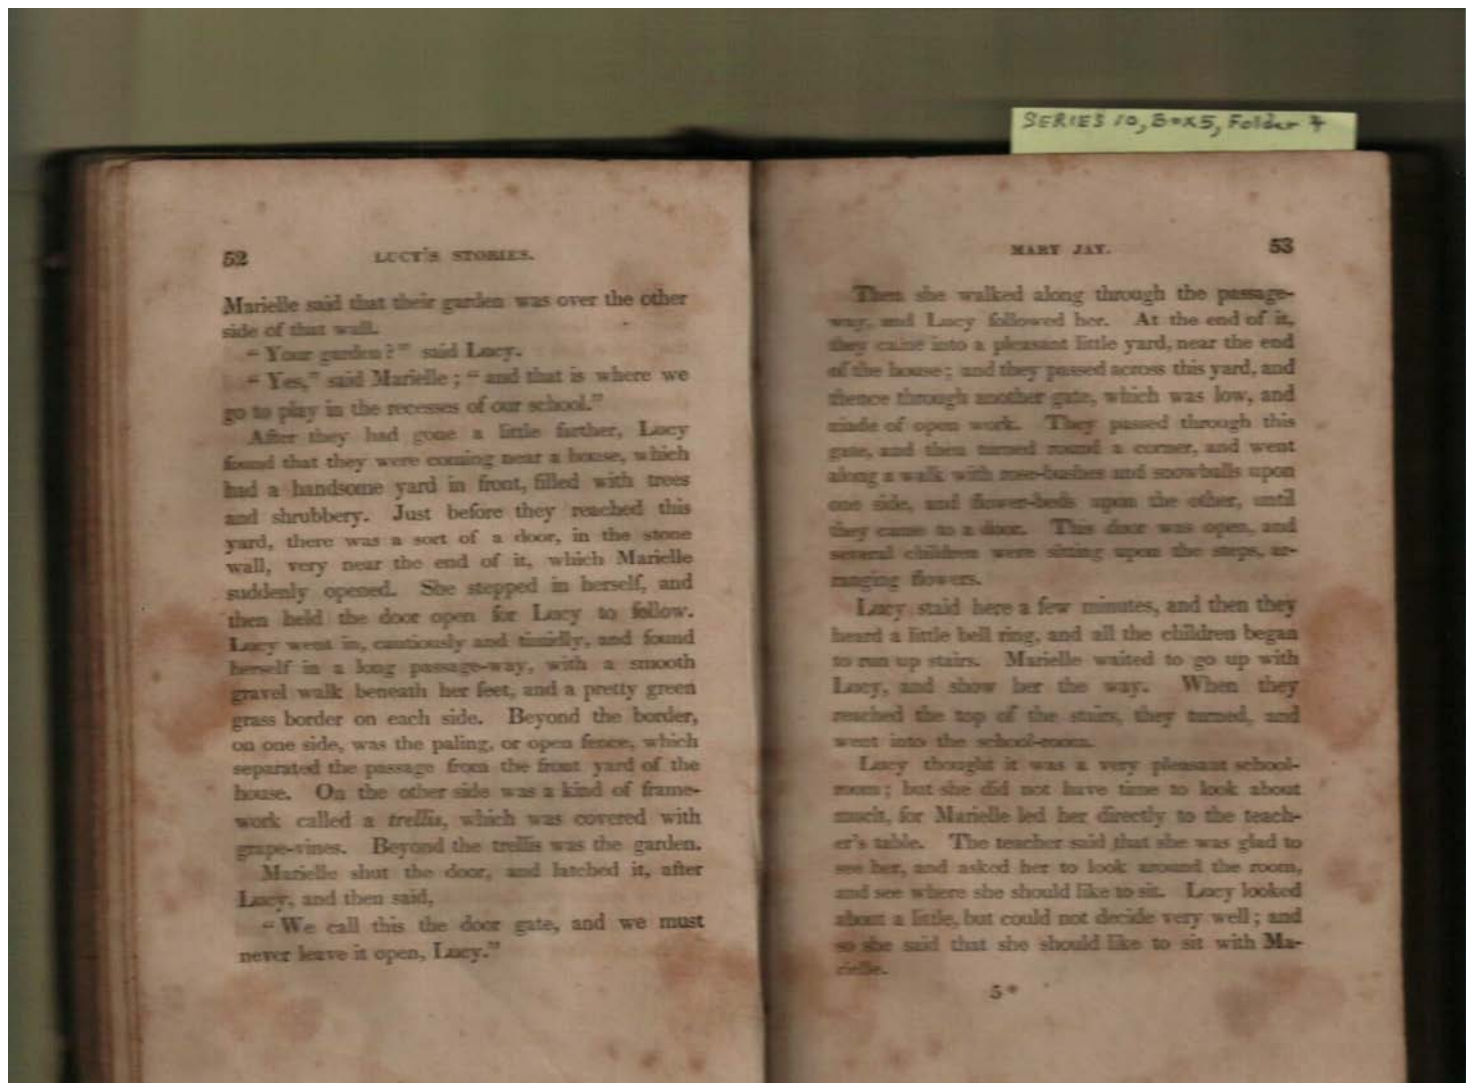 SERIES 10, Box 5, Folder 7
52
LUCY'S STORIES.
Marielle said that their garden was over the other
side of that wall.
“Your garden?” said Lucy.
“Yes,” said Marielle; “and that is where we
go to play in the recesses of our school.”
After they had gone a little farther, Lucy
found that they were coming near a house, which
had a handsome yard in front, filled with trees
and shrubbery. Just before they reached this
yard, there was a sort of a door, in the stone
wall, very near the end of it, which Marielle
suddenly opened. She stepped in herself, and
then held the door open for Lucy to follow.
Lucy went in, cautiously and timidly, and found
herself in a long passage-way, with a smooth
gravel walk beneath her feet, and a pretty green
grass border on each side. Beyond the border,
on one side, was the paling, or open fence, which
separated the passage from the front yard of the
house. On the other side was a kind of frame-
work called a trellis, which was covered with
grape-vines. Beyond the trellis was the garden.
Marielle shut the door, and latched it, after
Lucy, and then said,
“We call this the door gate, and we must
never leave it open, Lucy.”
MARY JAY.
53
Then she walked along through the passage-
way, and Lucy followed her. At the end of it,
they came into a pleasant little yard, near the end
of the house; and they passed across this yard, and
thence through another gate, which was low, and
made of open work. They passed through this
gate, and then turned round a corner, and went
along a walk with rose-bushes and snowballs upon
one side, and flower-beds upon the other, until
they came to a door. This door was open, and
several children were sitting upon the steps, ar-
ranging flowers.
Lucy staid here a few minutes, and then they
heard a little bell ring, and all the children began
to run up stairs. Marielle waited to go up with
Lucy, and show her the way. When they
reached the top of the stairs, they turned, and
went into the school-room.
Lucy thought it was a very pleasant school-
room; but she did not have time to look about
much, for Marielle led her directly to the teach-
er's table. The teacher said that she was glad to
see her, and asked her to look around the room,
and see where she should like to sit. Lucy looked
about a little, but could not decide very well; and
so she said that she should like to sit with Ma-
rielle.
5*